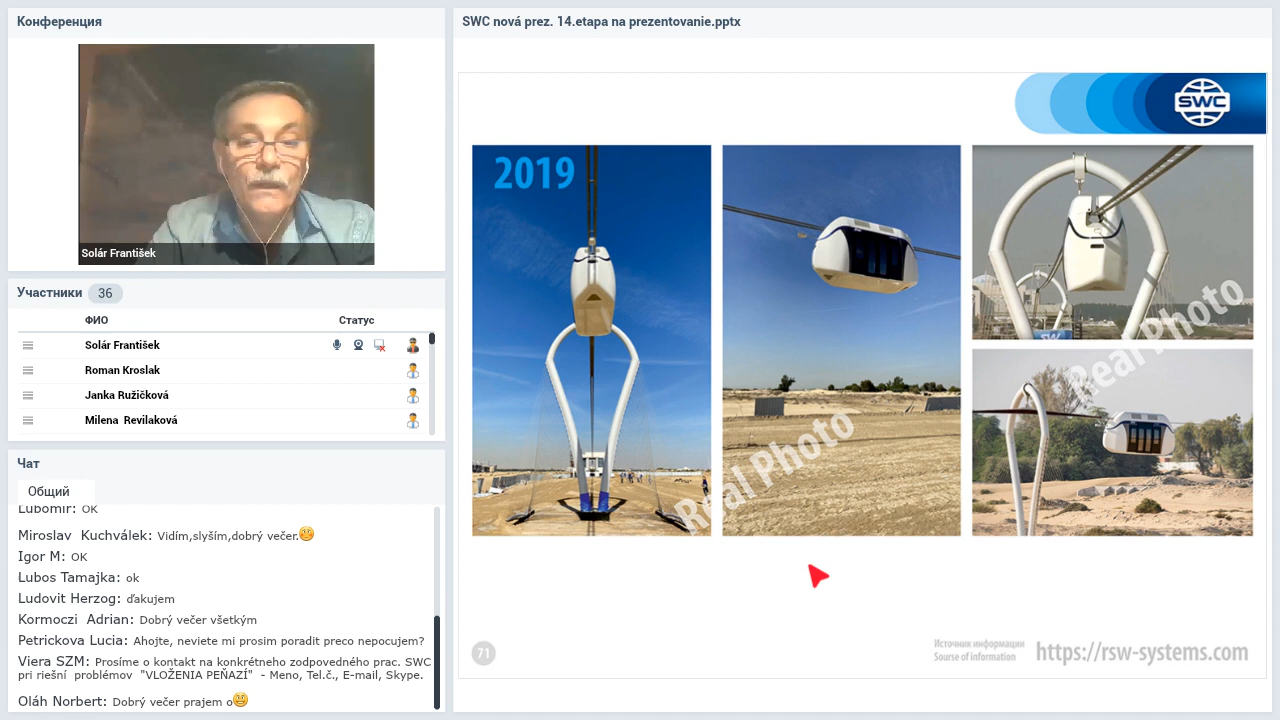 Конференция
Solár František
Участники 36
ФИО Статус
Solár František
Roman Kroslak
Janka Ružičková
Milena Revilaková
Чат
Общий
Lubomir: OK
Miroslav Kuchválek: Vidím,slyším,dobrý večer.
Igor M: OK
Lubos Tamajka: ok
Ludovit Herzog: ďakujem
Kormoczi Adrian: Dobrý večer všetkým
Petrickova Lucia: Ahojte, neviete mi prosim poradit preco nepocujem?
Viera SZM: Prosíme o kontakt na konkrétneho zodpovedného prac. SWC
pri riešní problémov "VLOŽENIA PEŇAZÍ" - Meno, Tel.č., E-mail, Skype.
Oláh Norbert: Dobrý večer prajem o
SWC nová prez. 14.etapa na prezentovanie.pptx
SWC
2019
Real Photo
Real Photo
71
Источник информации
Sourse of information
https://rsw-systems.com